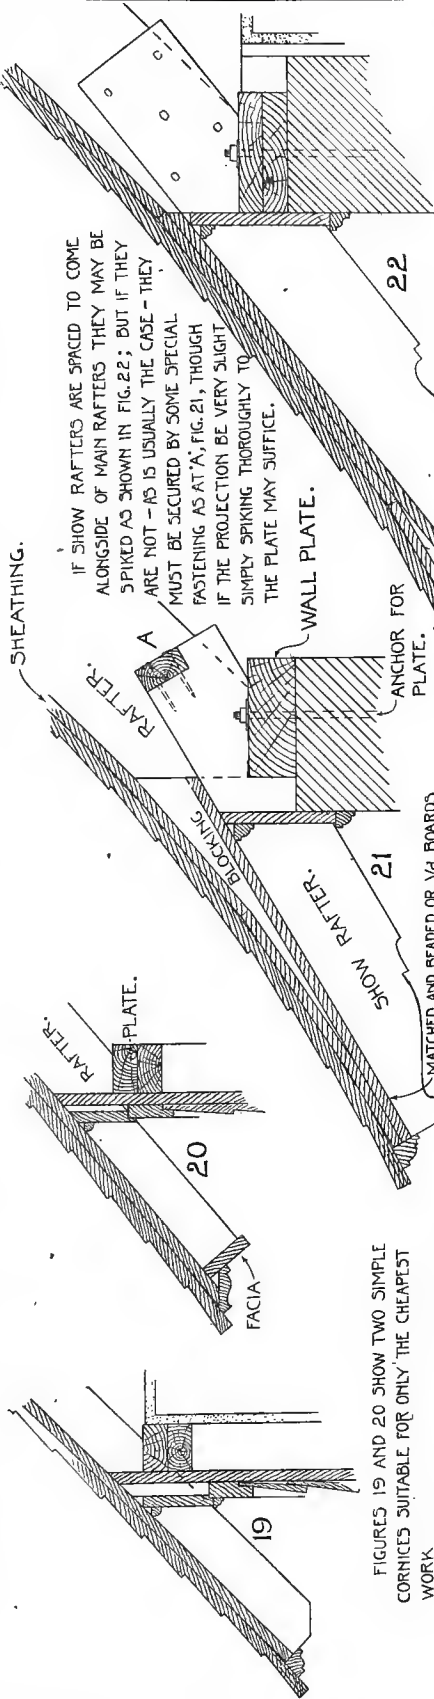 SHEATHING.
IF SHOW RAFTERS ARE SPACED TO COME
ALONGSIDE OF MAIN RAFTERS THEY MAY BE
SPIKED AS SHOWN IN FIG. 22; BUT IF THEY
ARE NOT - AS IS USUALLY THE CASE - THEY
MUST BE SECURED BY SOME SPECIAL
FASTENING AS AT "A", FIG. 21, THOUGH
IF THE PROJECTION BE VERY SLIGHT
SIMPLY SPIKING THOROUGHLY TO
THE PLATE MAY SUFFICE.
RAFTER.
A
WALL PLATE.
ANCHOR FOR
PLATE.
BLOCKING
SHOW RAFTER.
21
22
MATCHED AND BEADED OR V'd BOARDS
RAFTER.
PLATE.
20
FACIA
19
FIGURES 19 AND 20 SHOW TWO SIMPLE
CORNICES SUITABLE FOR ONLY THE CHEAPEST
WORK